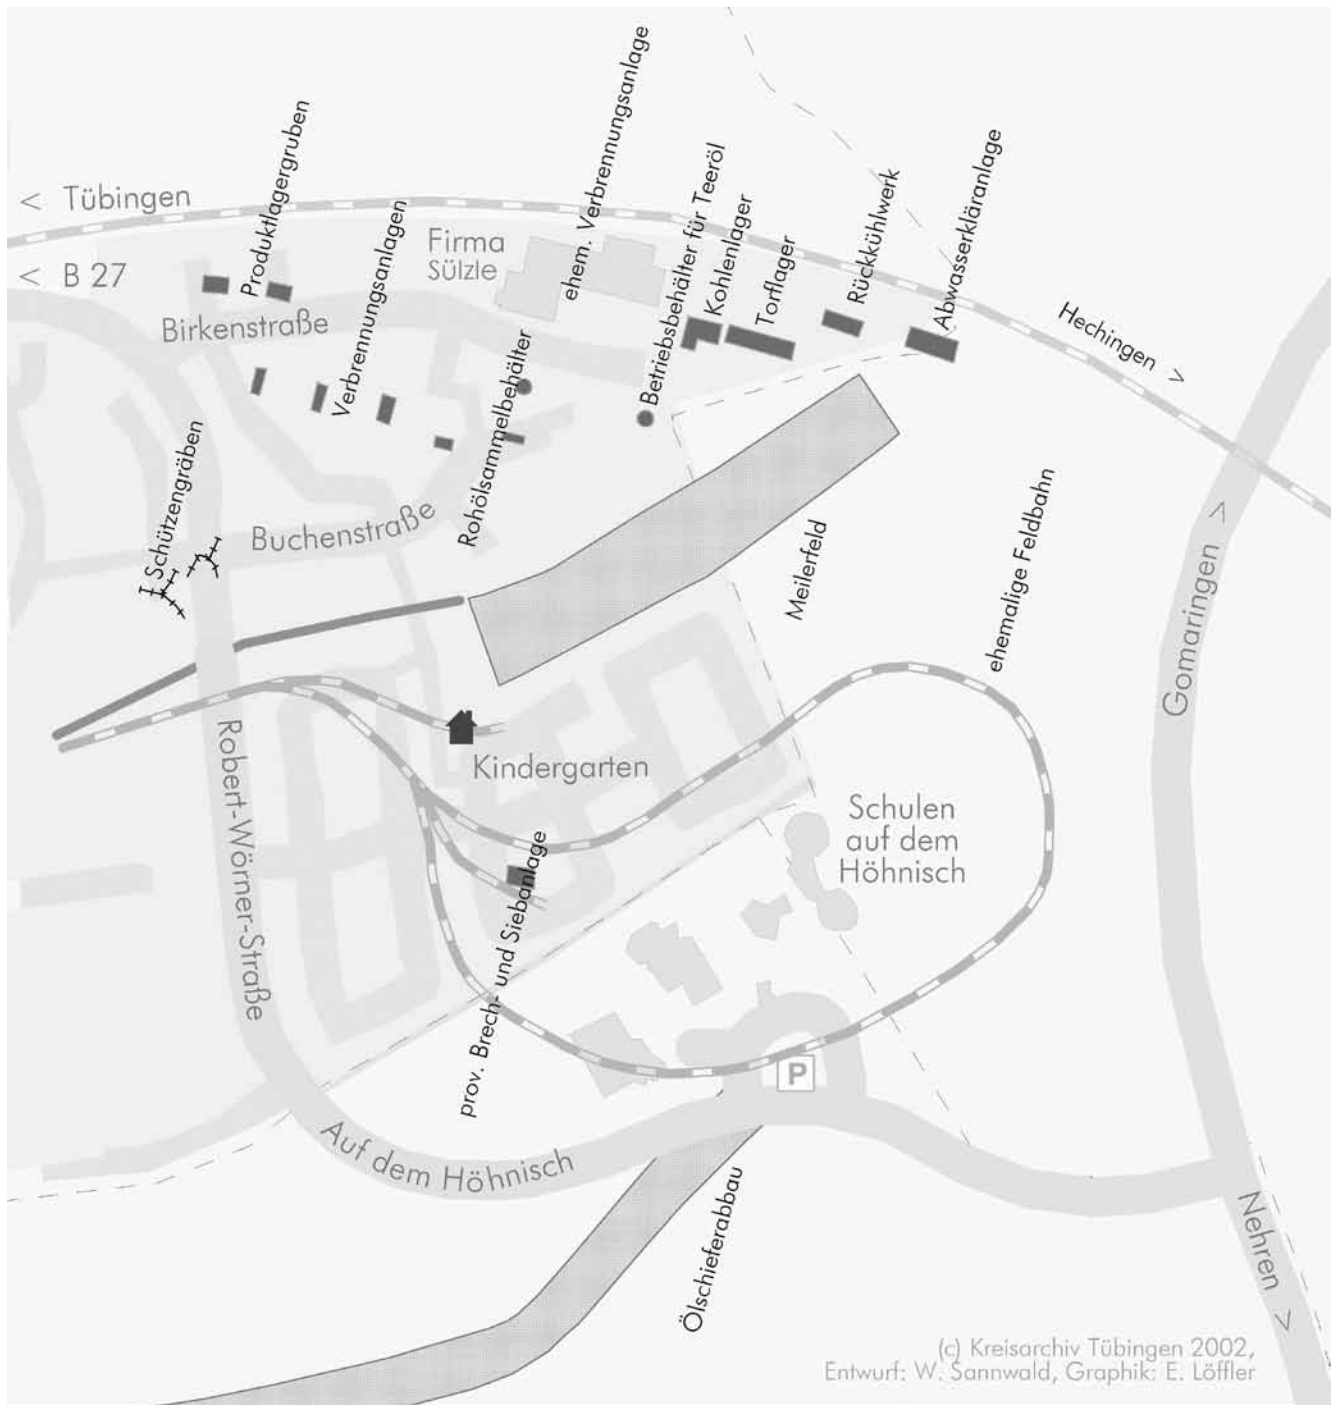 < Tübingen
< B 27
Produktlagergruben
Birkenstraße
Verbrennungsanlagen
Firma
Sülzle
ehem. Verbrennungsanlage
Rohölsammelbehälter
Betriebsbehälter für Teeröl
Kohlenlager
Torflager
Rückkühlwerk
Abwasserkläranlage
Hechingen >
Schützengräben
Buchenstraße
Meilerfeld
ehemalige Feldbahn
Gomaringen >
Robert-Wörner-Straße
Kindergarten
Schulen
auf dem
Höhnisch
prov. Brech- und Siebanlage
P
Auf dem Höhnisch
Ölschieferabbau
Nehren >
(c) Kreisarchiv Tübingen 2002,
Entwurf: W. Sannwald, Graphik: E. Löffler